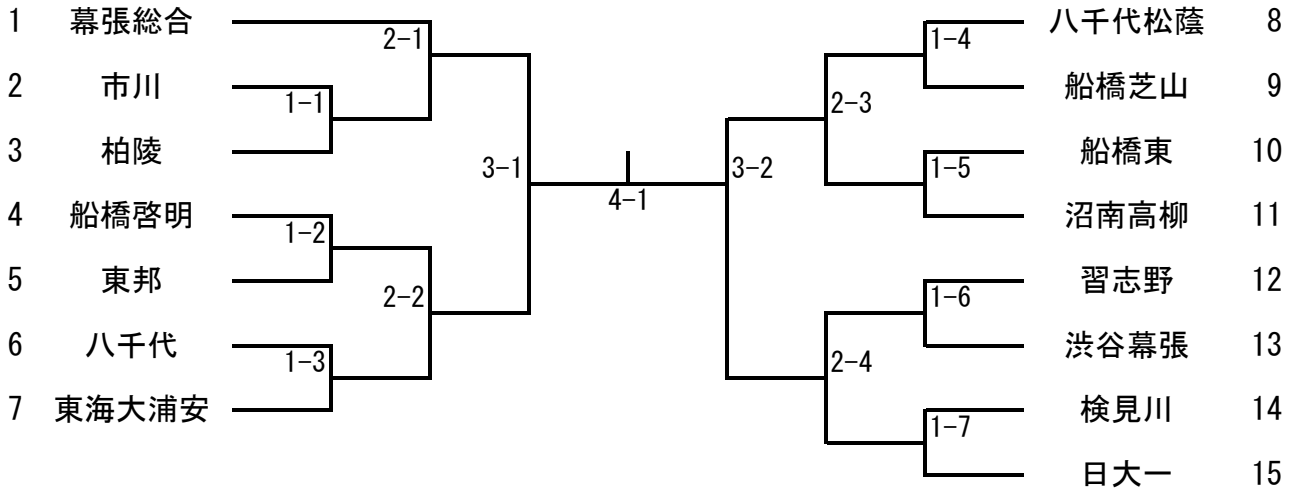 1 幕張総合
2 市川
3 柏陵
4 船橋啓明
5 東邦
6 八千代
7 東海大浦安
2-1
1-1
1-2
2-2
1-3
3-1
4-1
3-2
2-3
2-4
1-4
1-5
1-6
1-7
八千代松蔭 8
船橋芝山 9
船橋東 10
沼南高柳 11
習志野 12
渋谷幕張 13
検見川 14
日大一 15